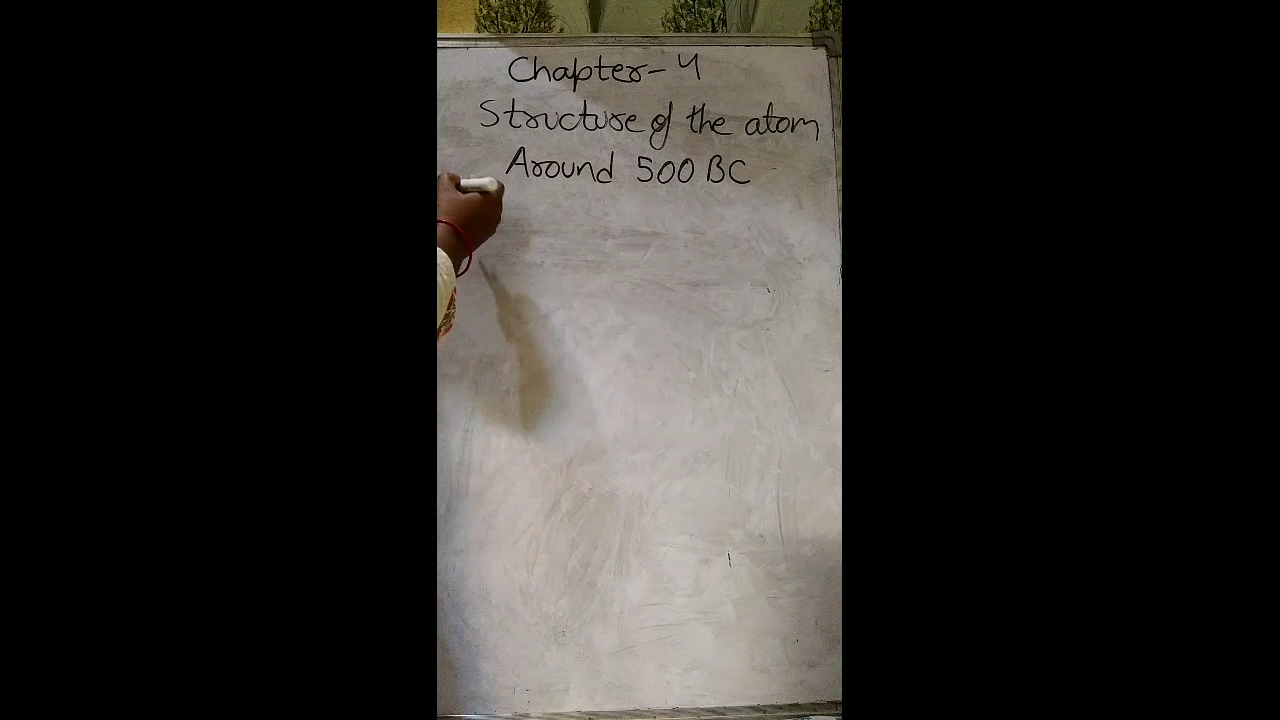 Chapter-4
Structure of the atom
Around 500 BC